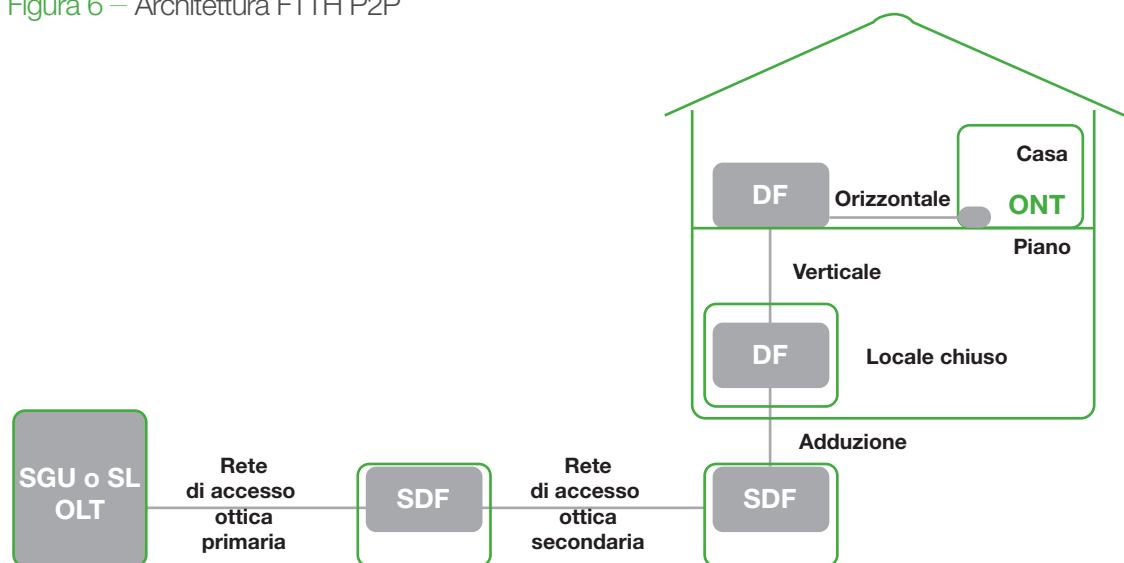 Figura 6 — Architettura FTTH P2P
Casa
DF
Orizzontale
ONT
Piano
Verticale
DF
Locale chiuso
Adduzione
SGU o SL
OLT
Rete
di accesso
ottica
primaria
SDF
Rete
di accesso
ottica
secondaria
SDF